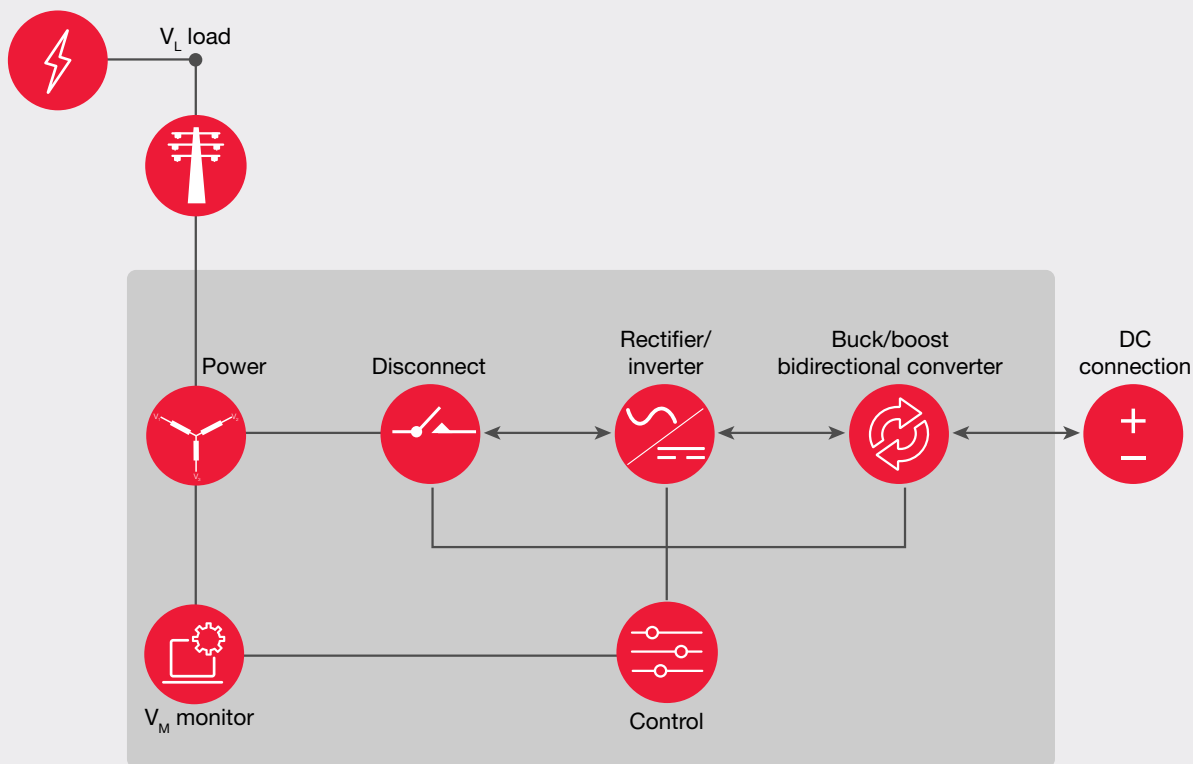 V_L load
Power
Disconnect
Rectifier/
inverter
Buck/boost
bidirectional converter
DC
connection
+
−
V_M monitor
Control